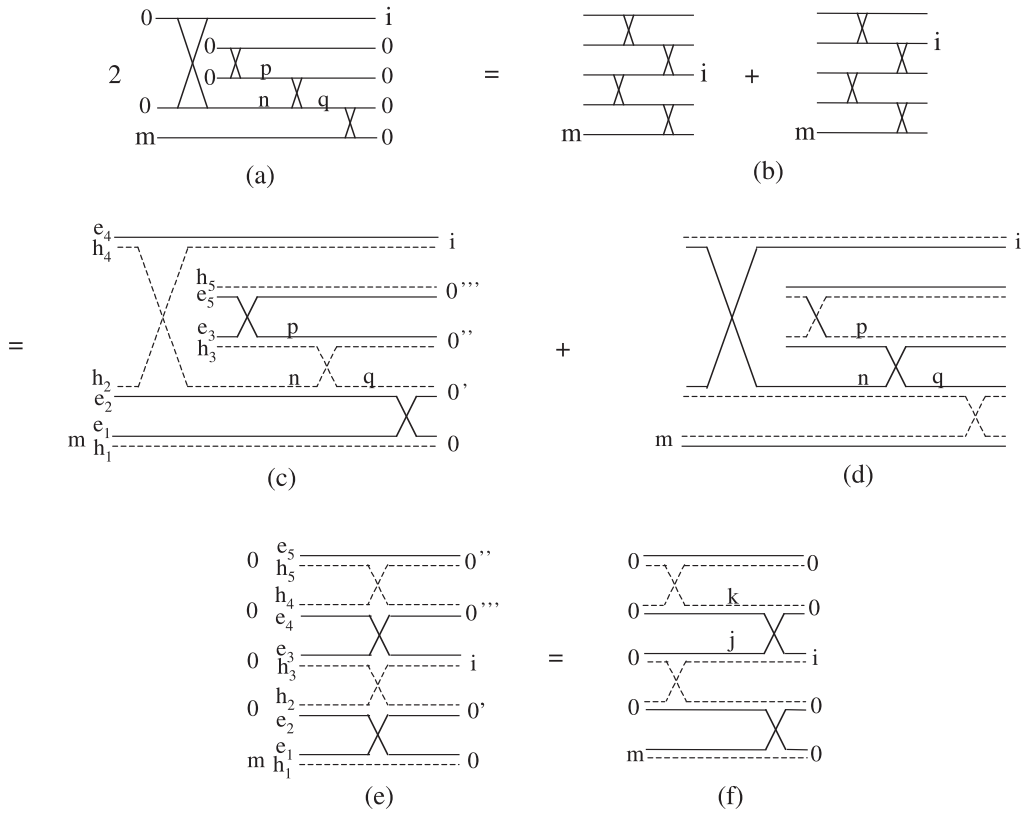 0 i
0 0
2 0 p 0 = i +  i
0 n q 0
m 0 m m
(a) (b)
e4 i i
h4
h5 0'''
e5
= e3 p 0'' + p
h3
h2 n q 0' n q
e2
m e1 0 m
h1
(c) (d)
0 e5 0'' 0 0
h5
0 h4 0''' 0 k 0
e4 j
0 e3 i = 0 i
h3
0 h2 0' 0 0
e2
m e1 0 m 0
h1
(e) (f)